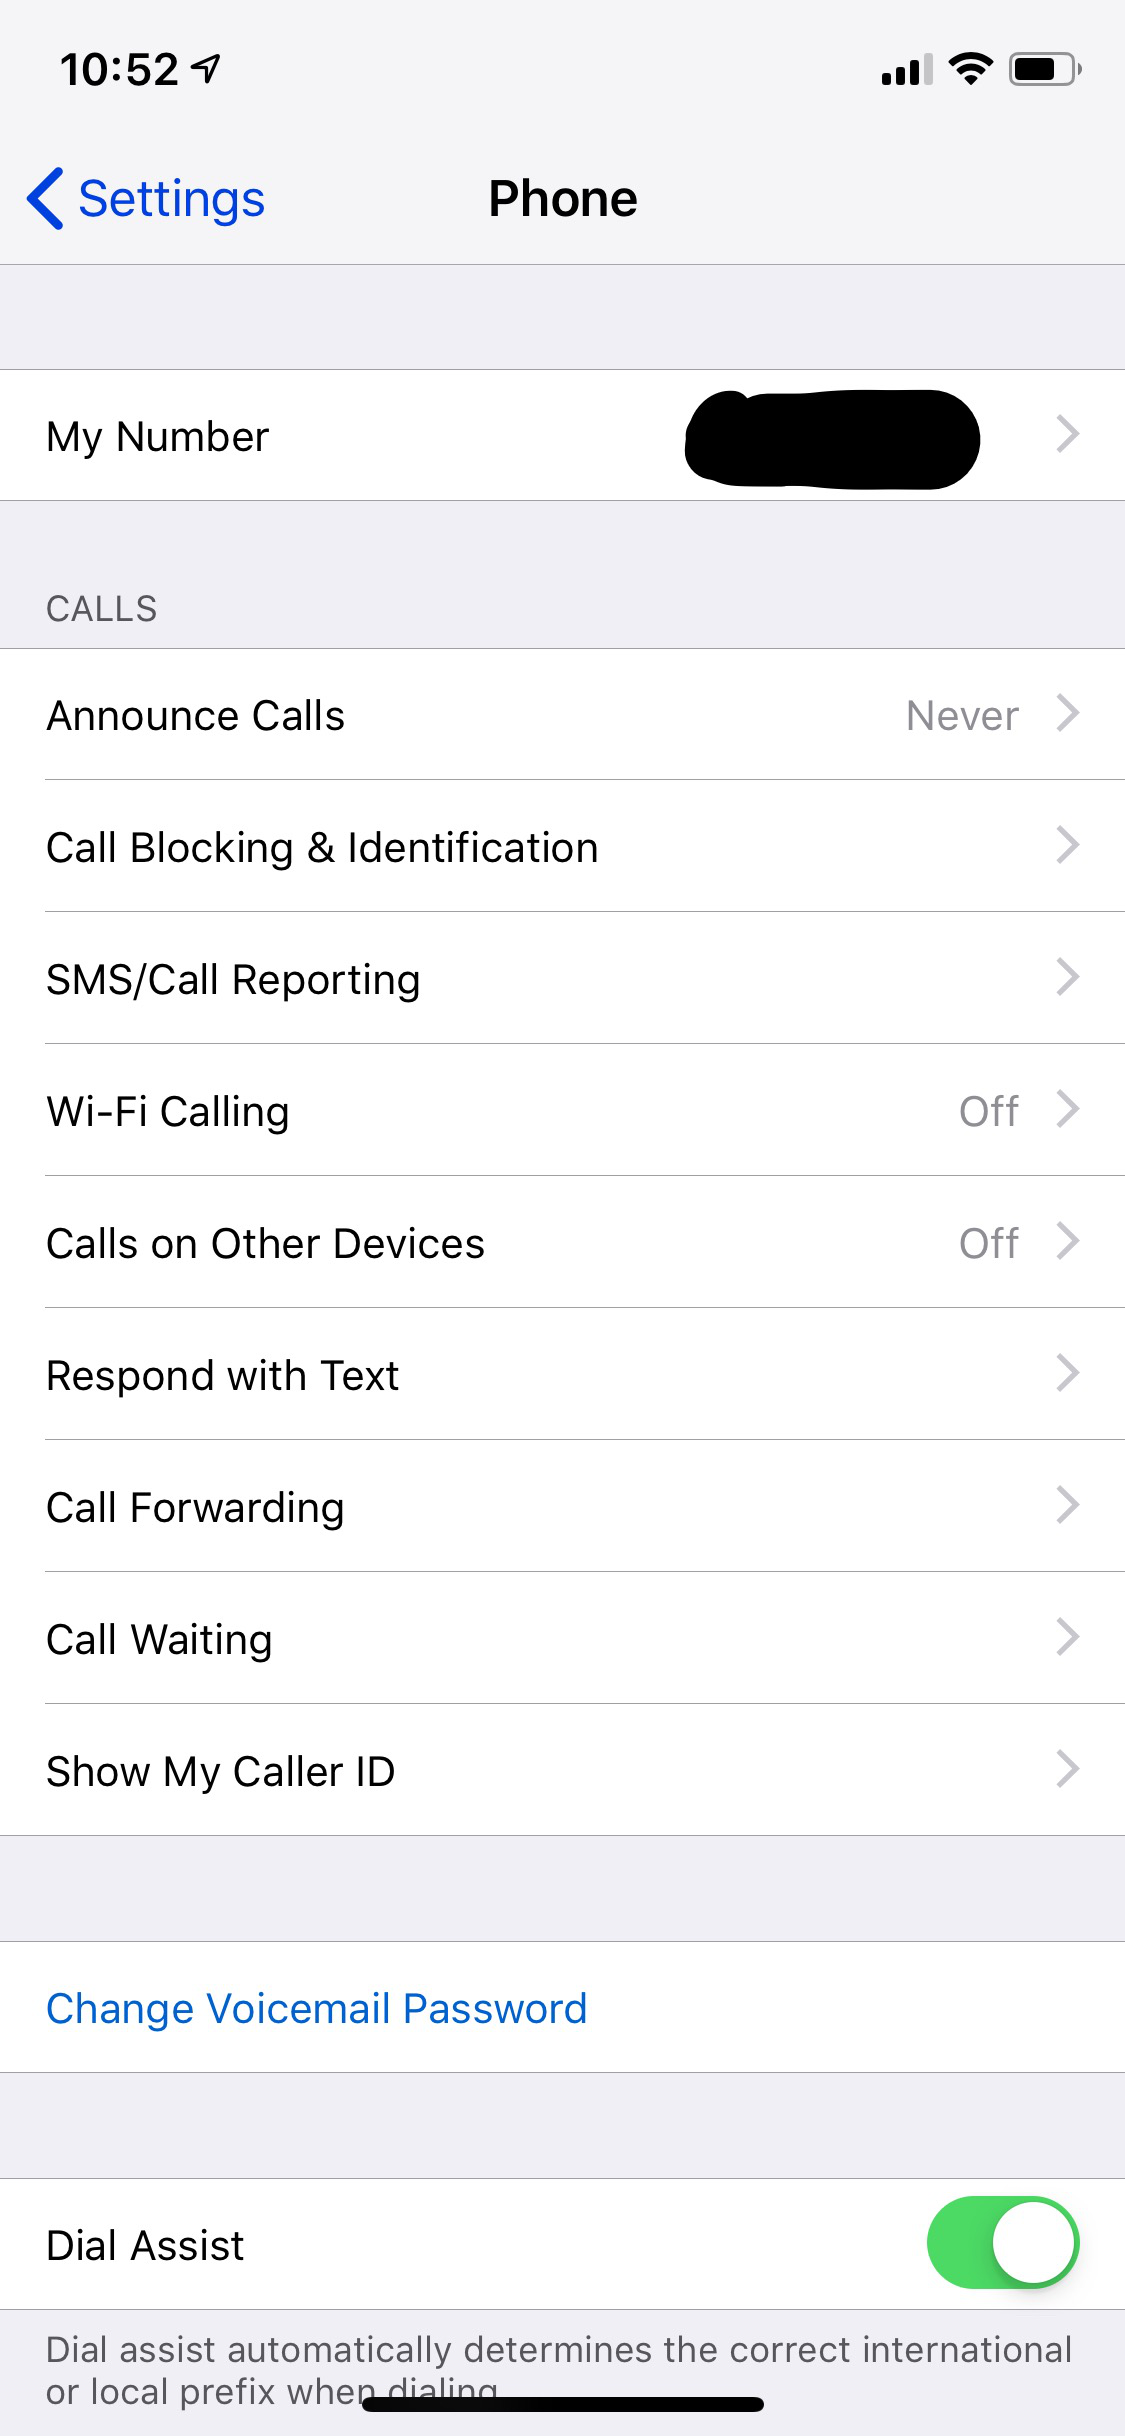 10:52
Settings
Phone
My Number
CALLS
Announce Calls Never
Call Blocking & Identification
SMS/Call Reporting
Wi-Fi Calling Off
Calls on Other Devices Off
Respond with Text
Call Forwarding
Call Waiting
Show My Caller ID
Change Voicemail Password
Dial Assist
Dial assist automatically determines the correct international
or local prefix when dialing.